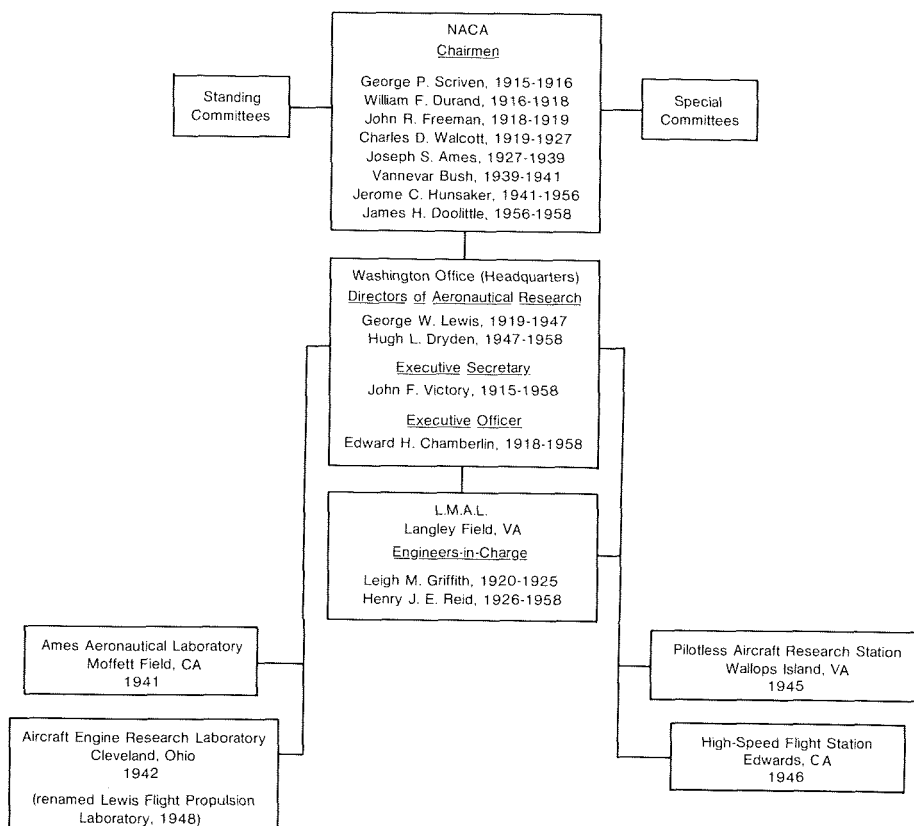 NACA
Chairmen
George P. Scriven, 1915-1916
William F. Durand, 1916-1918
John R. Freeman, 1918-1919
Charles D. Walcott, 1919-1927
Joseph S. Ames, 1927-1939
Vannevar Bush, 1939-1941
Jerome C. Hunsaker, 1941-1956
James H. Doolittle, 1956-1958
Standing
Committees
Special
Committees
Washington Office (Headquarters)
Directors of Aeronautical Research
George W. Lewis, 1919-1947
Hugh L. Dryden, 1947-1958
Executive Secretary
John F. Victory, 1915-1958
Executive Officer
Edward H. Chamberlin, 1918-1958
L.M.A.L.
Langley Field, VA
Engineers-in-Charge
Leigh M. Griffith, 1920-1925
Henry J. E. Reid, 1926-1958
Ames Aeronautical Laboratory
Moffett Field, CA
1941
Pilotless Aircraft Research Station
Wallops Island, VA
1945
Aircraft Engine Research Laboratory
Cleveland, Ohio
1942
(renamed Lewis Flight Propulsion
Laboratory, 1948)
High-Speed Flight Station
Edwards, CA
1946